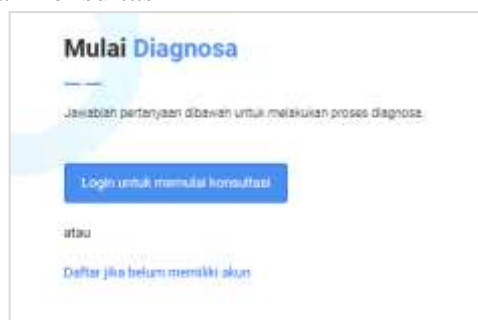 Mulai Diagnosa
Jawablah pertanyaan dibawah untuk melakukan proses diagnosa.
Login untuk memulai konsultasi
atau
Daftar jika belum memiliki akun